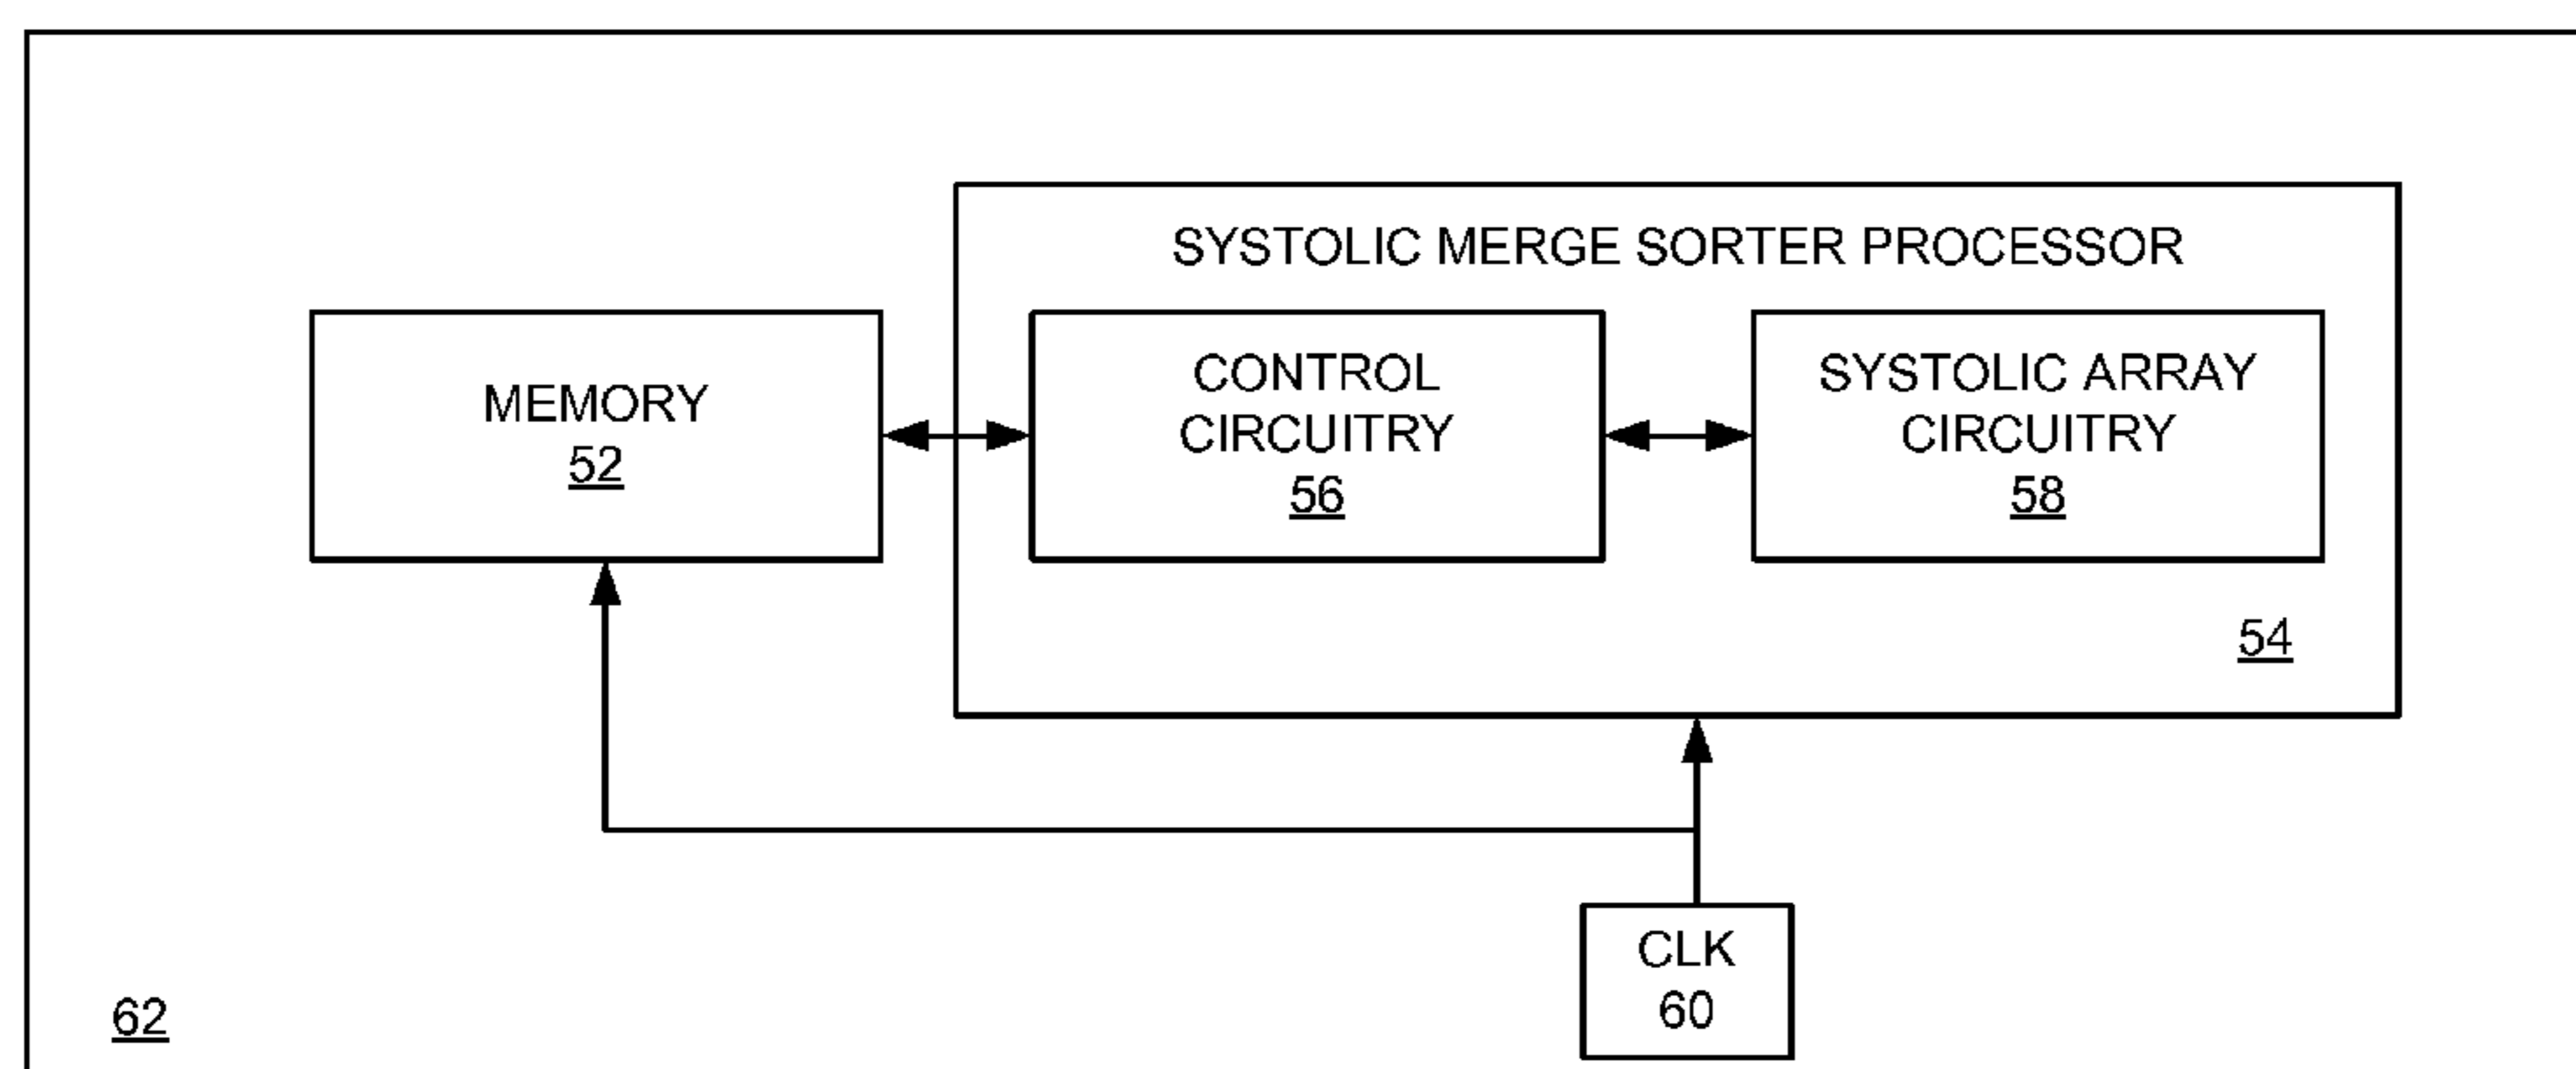 SYSTOLIC MERGE SORTER PROCESSOR
MEMORY
52
CONTROL
CIRCUITRY
56
SYSTOLIC ARRAY
CIRCUITRY
58
54
CLK
60
62